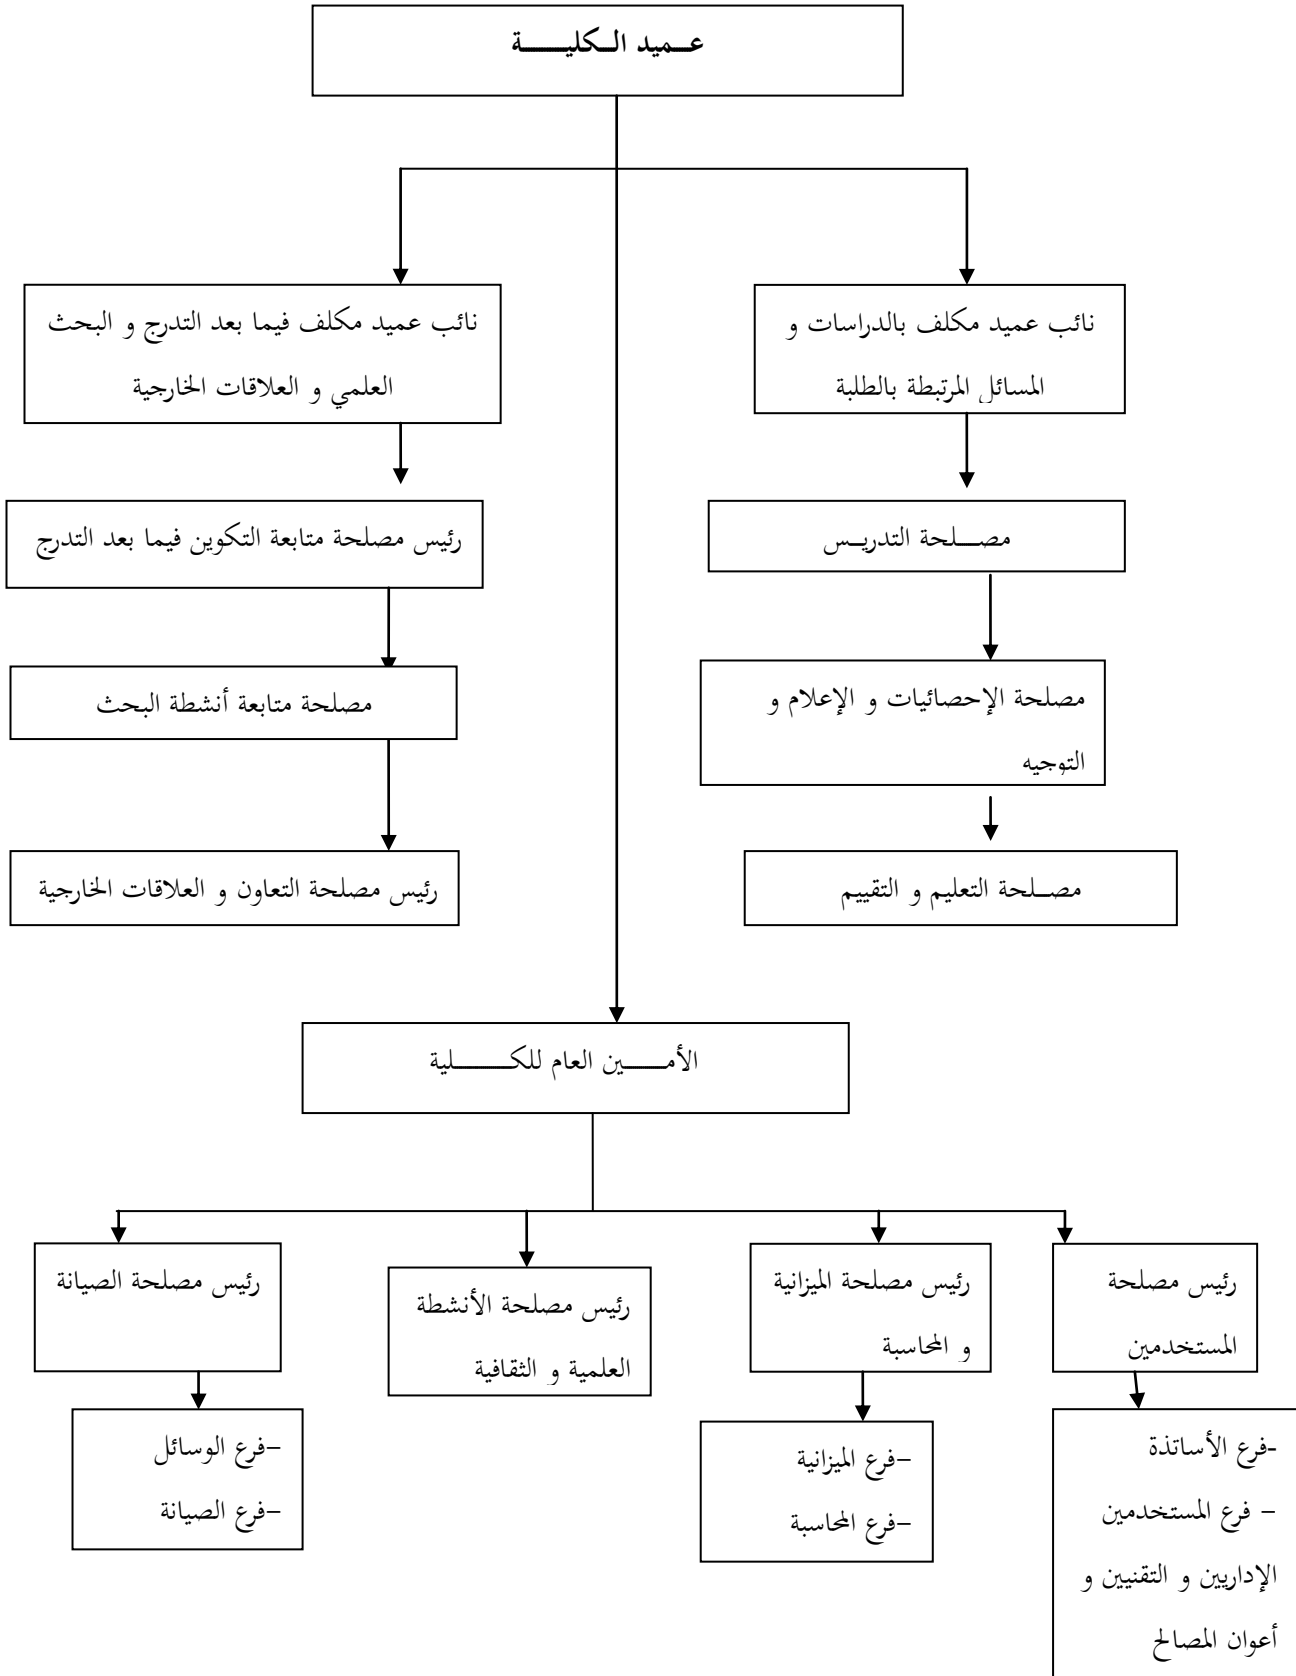 عـميد الـكليـــــة
نائب عميد مكلف بالدراسات و
المسائل المرتبطة بالطلبة
نائب عميد مكلف فيما بعد التدرج و البحث
العلمي و العلاقات الخارجية
مصــلحة التدريـس
رئيس مصلحة متابعة التكوين فيما بعد التدرج
مصلحة الإحصائيات و الإعلام و
التوجيه
مصلحة متابعة أنشطة البحث
مصـلحة التعليم و التقييم
رئيس مصلحة التعاون و العلاقات الخارجية
الأمـــــين العام للكـــــــلية
رئيس مصلحة
المستخدمين
رئيس مصلحة الميزانية
و المحاسبة
رئيس مصلحة الأنشطة
العلمية و الثقافية
رئيس مصلحة الصيانة
-فرع الأساتذة
– فرع المستخدمين
الإداريين و التقنيين و
أعوان المصالح
–فرع الميزانية
–فرع المحاسبة
–فرع الوسائل
–فرع الصيانة